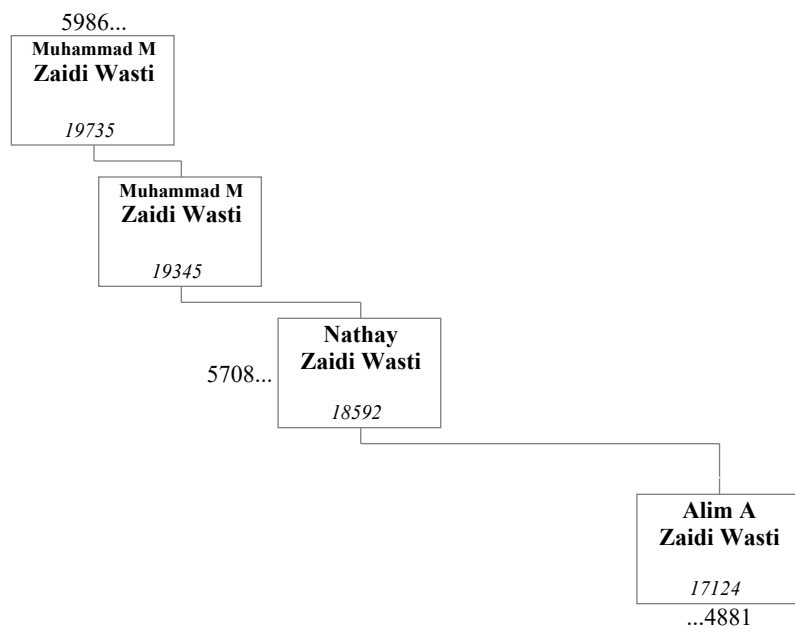 5986...
Muhammad M
Zaidi Wasti
19735
Muhammad M
Zaidi Wasti
19345
Nathay
Zaidi Wasti
5708...
18592
Alim A
Zaidi Wasti
17124
...4881